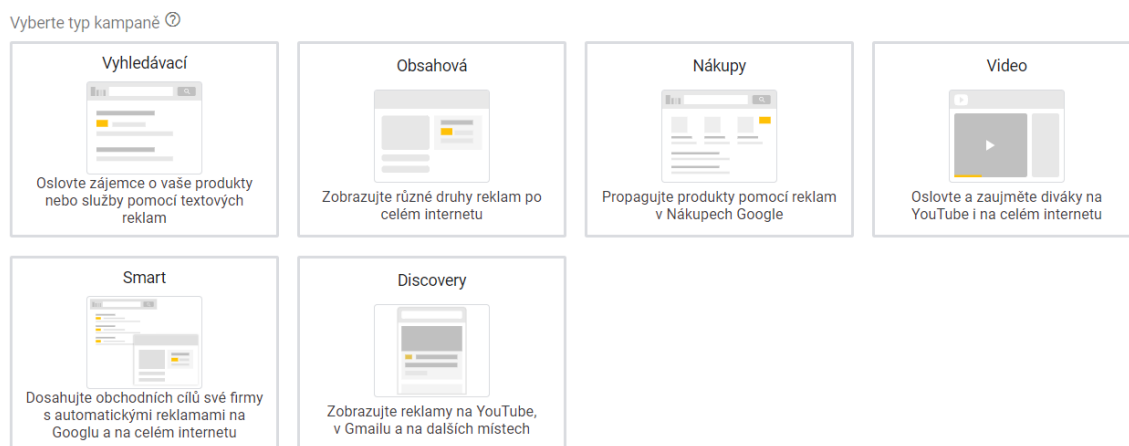 Vyberte typ kampaně ?
Vyhledávací
Oslovte zájemce o vaše produkty
nebo služby pomocí textových
reklam
Obsahová
Zobrazujte různé druhy reklam po
celém internetu
Nákupy
Propagujte produkty pomocí reklam
v Nákupech Google
Video
Oslovte a zaujměte diváky na
YouTube i na celém internetu
Smart
Dosahujte obchodních cílů své firmy
s automatickými reklamami na
Googlu a na celém internetu
Discovery
Zobrazujte reklamy na YouTube,
v Gmailu a na dalších místech